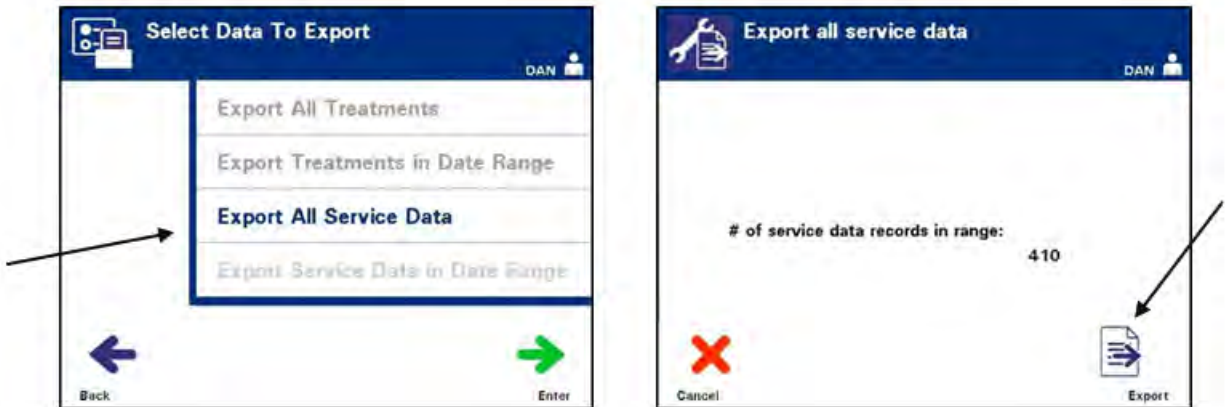 Select Data To Export
DAN
Export All Treatments
Export Treatments in Date Range
Export All Service Data
Export Service Data in Date Range
Back
Enter
Export all service data
DAN
# of service data records in range:
410
Cancel
Export